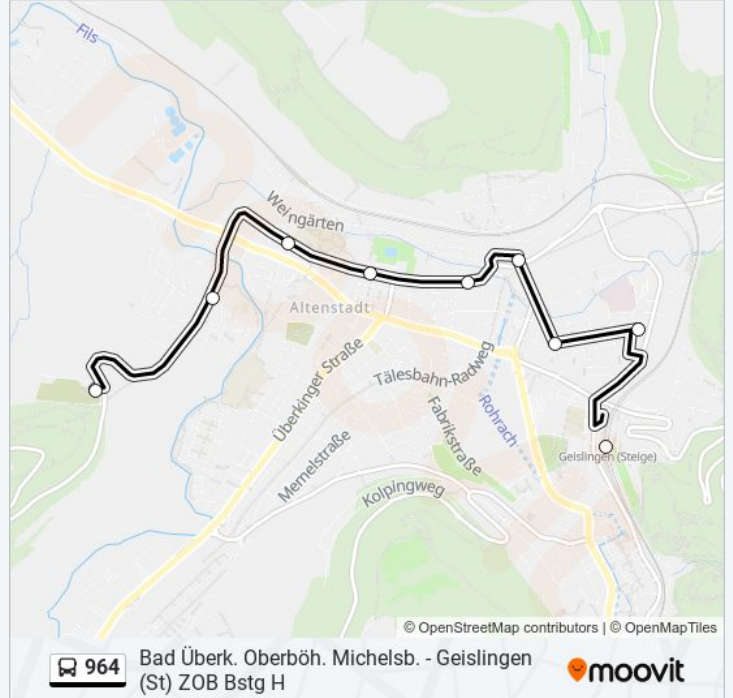 Fils
Weingärten
Altenstadt
Überkinger Straße
Tälesbahn-Radweg
Rohrach
Fabrikstraße
Memelstraße
Kolpingweg
Geislingen (Steige)
© OpenStreetMap contributors | © OpenMapTiles
964
Bad Überk. Oberböh. Michelsb. - Geislingen
(St) ZOB Bstg H
moovit